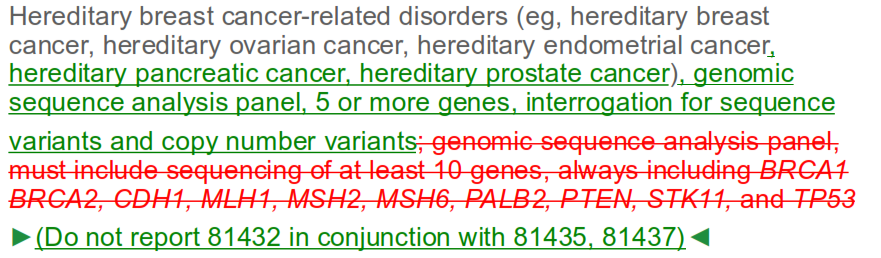 Hereditary breast cancer-related disorders (eg, hereditary breast
cancer, hereditary ovarian cancer, hereditary endometrial cancer,
hereditary pancreatic cancer, hereditary prostate cancer), genomic
sequence analysis panel, 5 or more genes, interrogation for sequence
variants and copy number variants; genomic sequence analysis panel,
must include sequencing of at least 10 genes, always including BRCA1
BRCA2, CDH1, MLH1, MSH2, MSH6, PALB2, PTEN, STK11, and TP53
►(Do not report 81432 in conjunction with 81435, 81437)◄